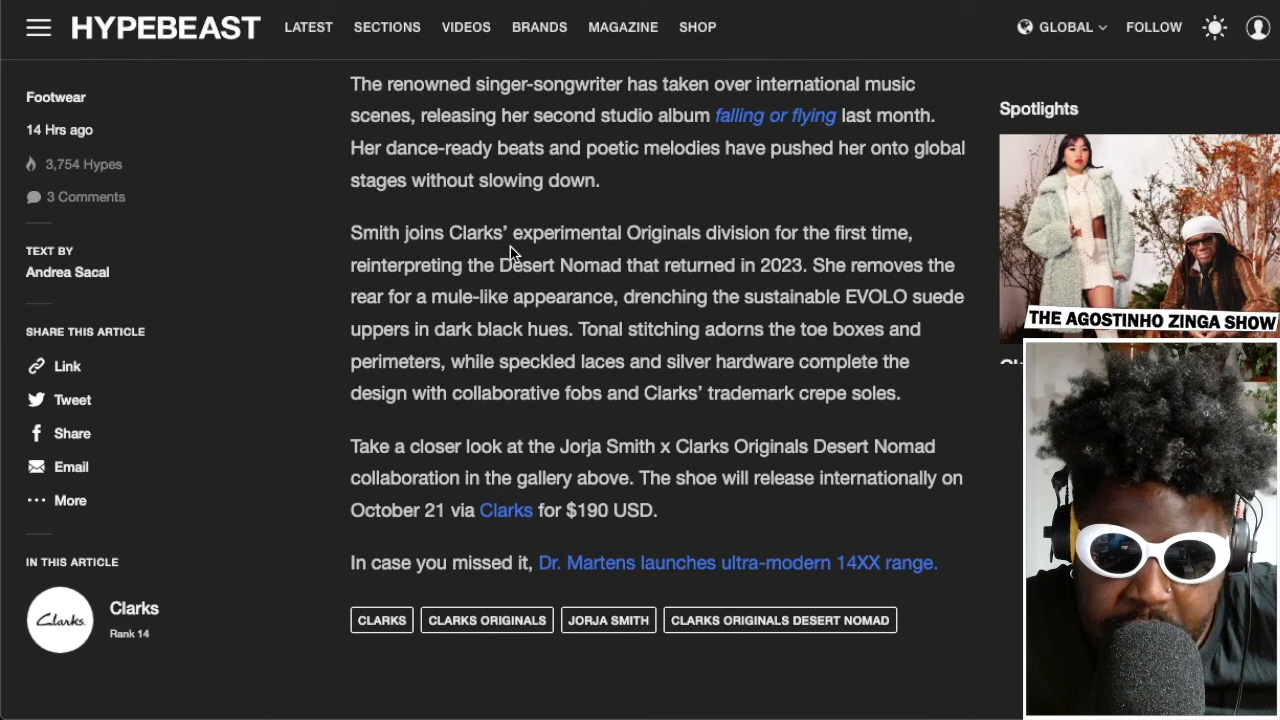 HYPEBEAST
LATEST
SECTIONS
VIDEOS
BRANDS
MAGAZINE
SHOP
GLOBAL
FOLLOW
Footwear
14 Hrs ago
3,754 Hypes
3 Comments
TEXT BY
Andrea Sacal
SHARE THIS ARTICLE
Link
Tweet
Share
Email
More
IN THIS ARTICLE
Clarks.
Clarks
Rank 14
The renowned singer-songwriter has taken over international music
scenes, releasing her second studio album falling or flying last month.
Her dance-ready beats and poetic melodies have pushed her onto global
stages without slowing down.
Smith joins Clarks’ experimental Originals division for the first time,
reinterpreting the Desert Nomad that returned in 2023. She removes the
rear for a mule-like appearance, drenching the sustainable EVOLO suede
uppers in dark black hues. Tonal stitching adorns the toe boxes and
perimeters, while speckled laces and silver hardware complete the
design with collaborative fobs and Clarks’ trademark crepe soles.
Take a closer look at the Jorja Smith x Clarks Originals Desert Nomad
collaboration in the gallery above. The shoe will release internationally on
October 21 via Clarks for $190 USD.
In case you missed it, Dr. Martens launches ultra-modern 14XX range.
CLARKS
CLARKS ORIGINALS
JORJA SMITH
CLARKS ORIGINALS DESERT NOMAD
Spotlights
THE AGOSTINHO ZINGA SHOW